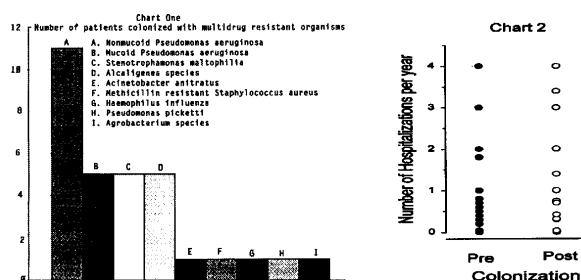 Chart One
Number of patients colonized with multidrug resistant organisms
12
10
8
6
4
2
0
A
A. Nonmucoid Pseudomonas aeruginosa
B. Mucoid Pseudomonas aeruginosa
C. Stenotrophamonas maltophilia
D. Alcaligenes species
E. Acinetobacter anitratus
F. Methicillin resistant Staphylococcus aureus
G. Haemophilus influenza
H. Pseudomonas picketti
I. Agrobacterium species
B C D
E F G H I
Chart 2
Number of Hospitalizations per year
4
3
2
1
0
Pre Post
Colonization